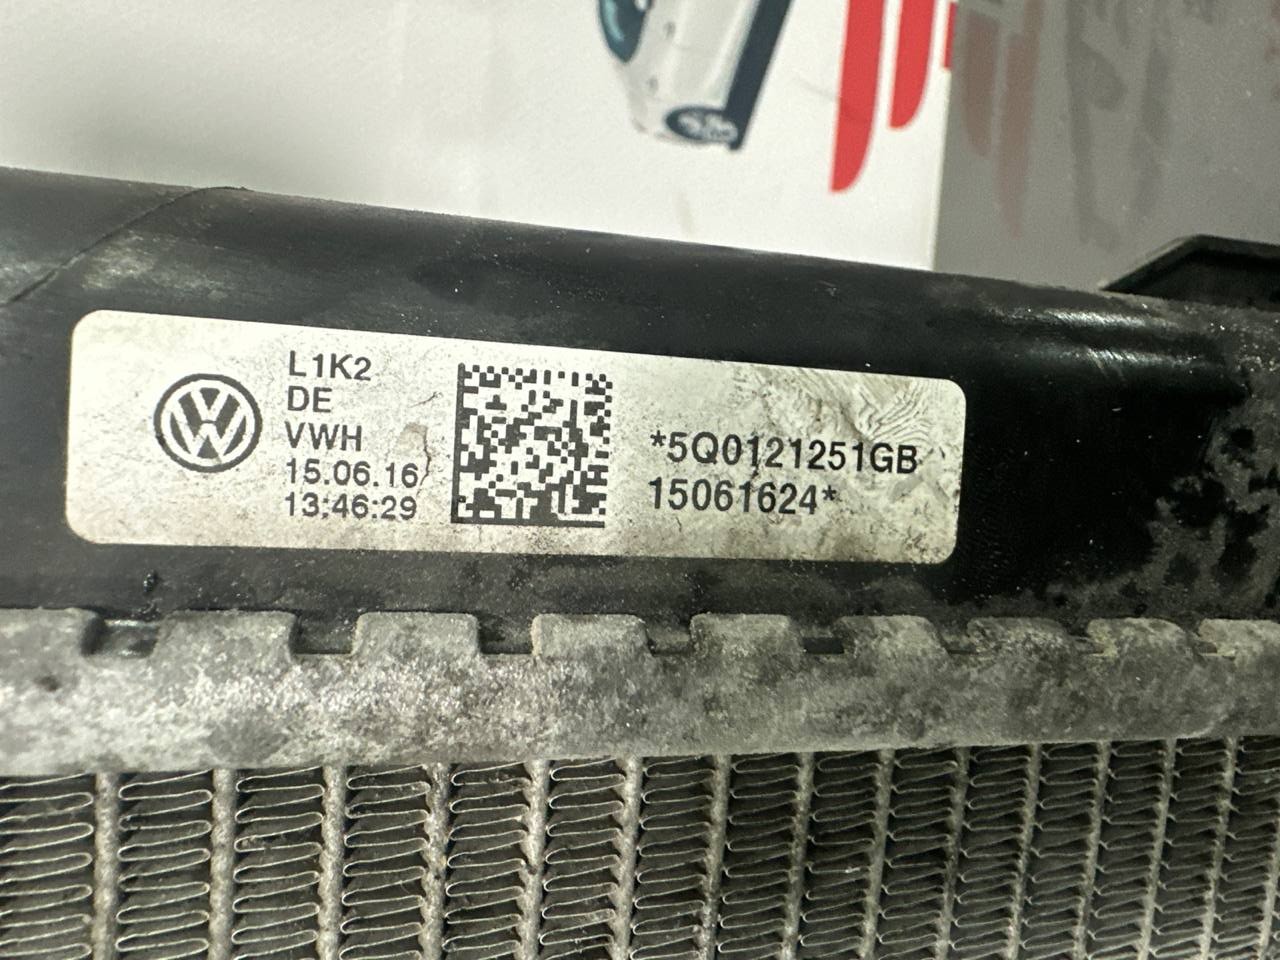 L1K2
DE
VWH
15.06.16
13:46:29
*5Q0121251GB
15061624*